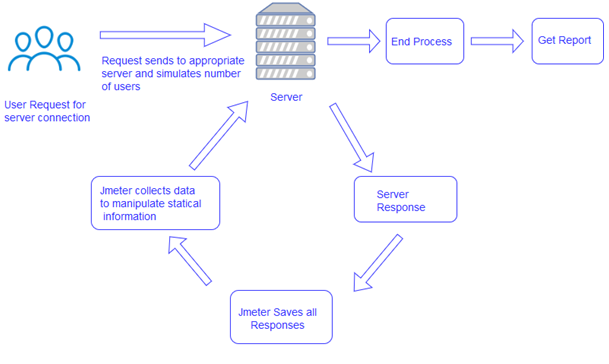 User Request for
server connection
Request sends to appropriate
server and simulates number
of users
Server
End Process
Get Report
Server
Response
Jmeter Saves all
Responses
Jmeter collects data
to manipulate statical
information